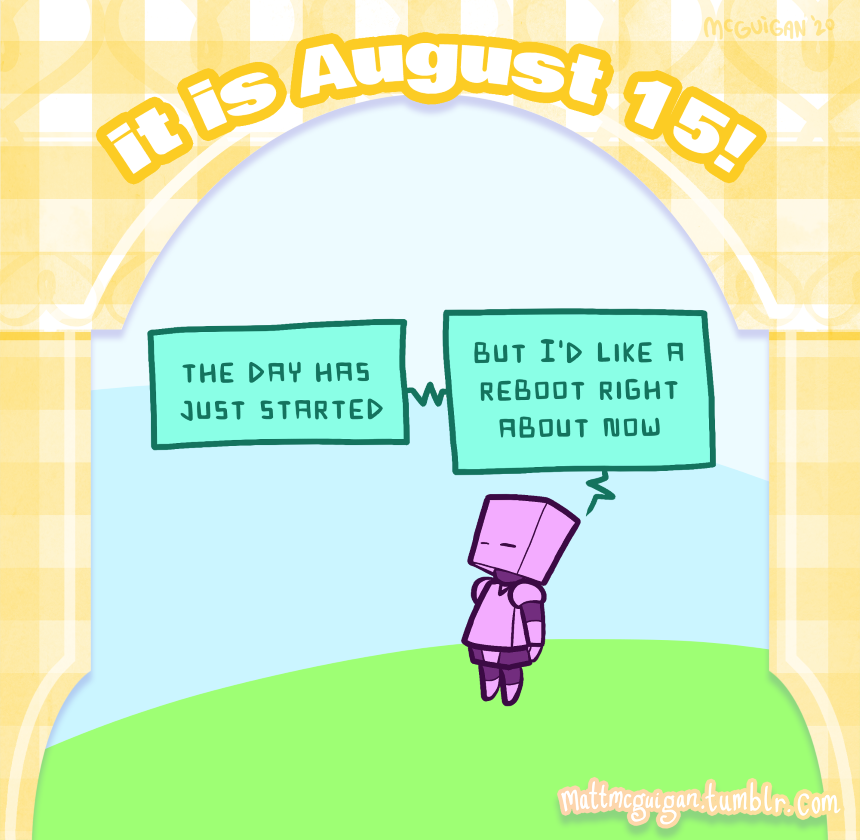 McGUiGAN '20
it is August 15!
THE DAY HAS
JUST STARTED
BUT I'D LIKE A
REBOOT RIGHT
ABOUT NOW
mattmcguigan.tumblr.com